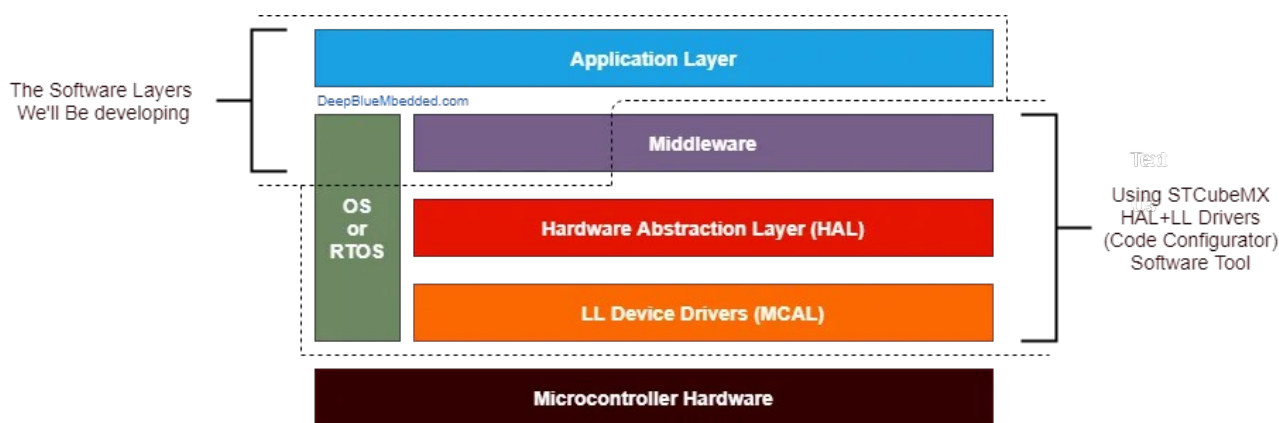 Application Layer
The Software Layers
We'll Be developing
DeepBlueMbedded.com
Middleware
Text
OS
or
RTOS
Hardware Abstraction Layer (HAL)
Using STCubeMX
HAL+LL Drivers
(Code Configurator)
Software Tool
LL Device Drivers (MCAL)
Microcontroller Hardware